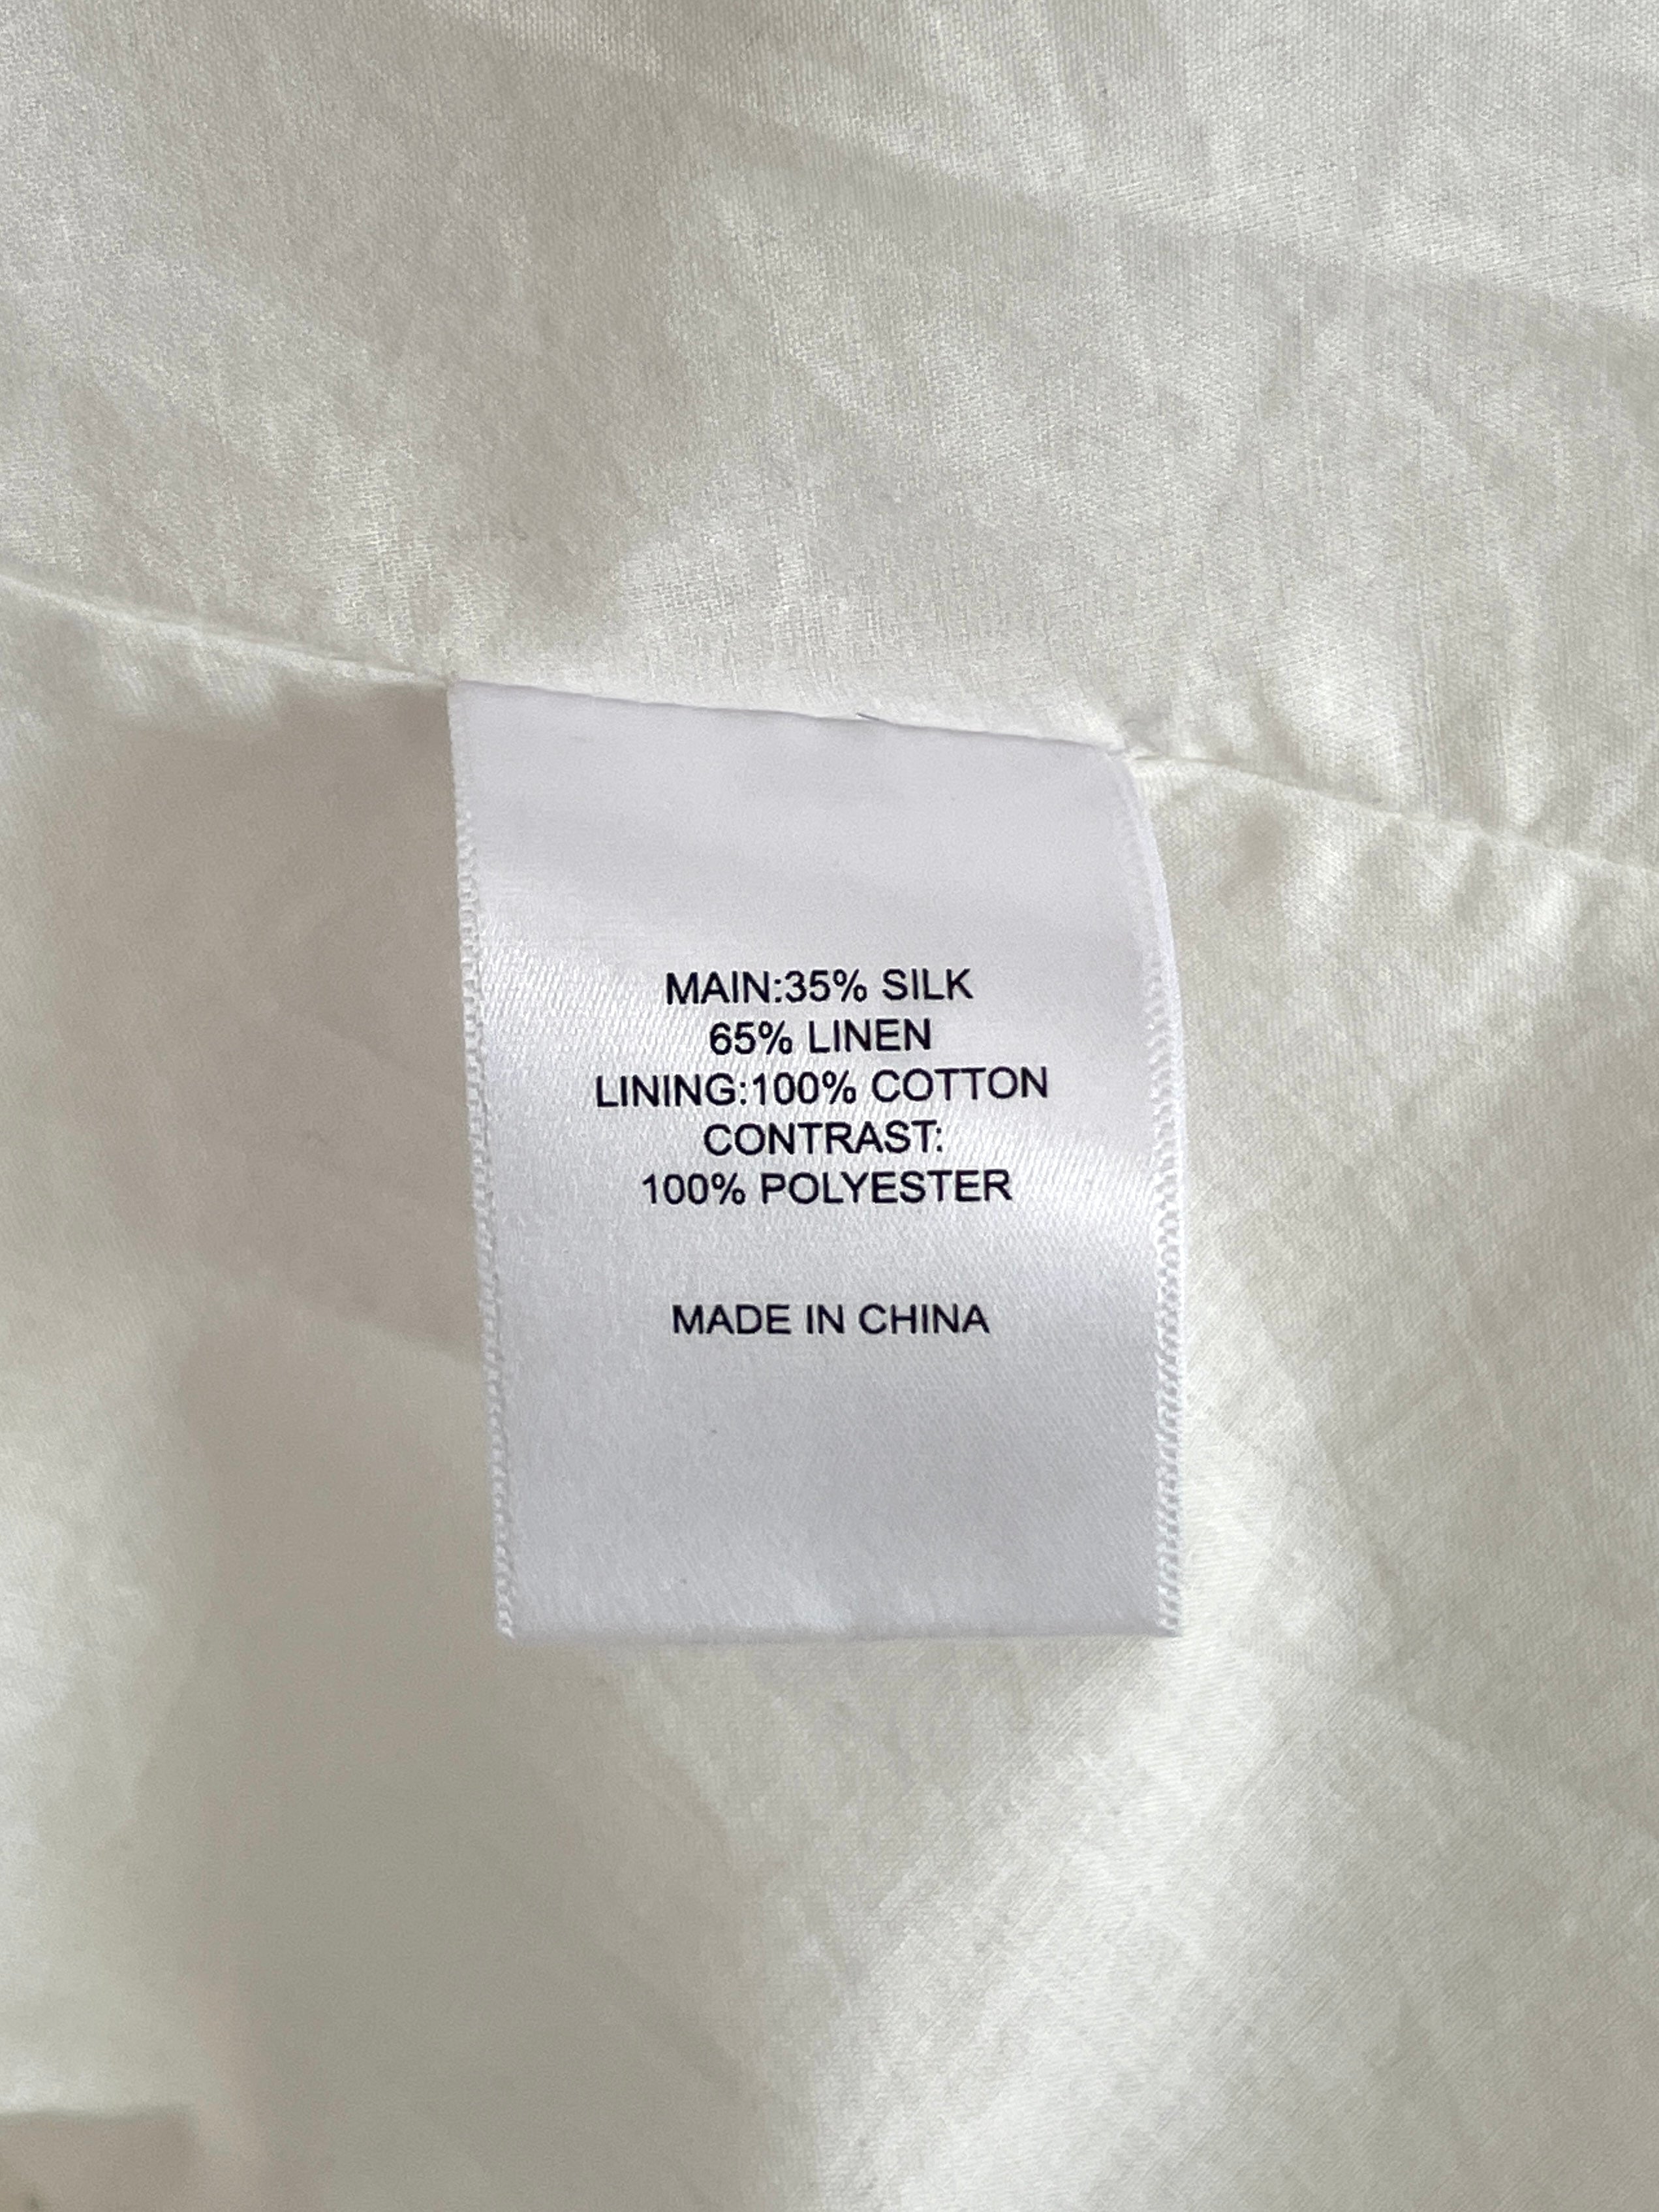 MAIN:35% SILK
65% LINEN
LINING:100% COTTON
CONTRAST:
100% POLYESTER
MADE IN CHINA